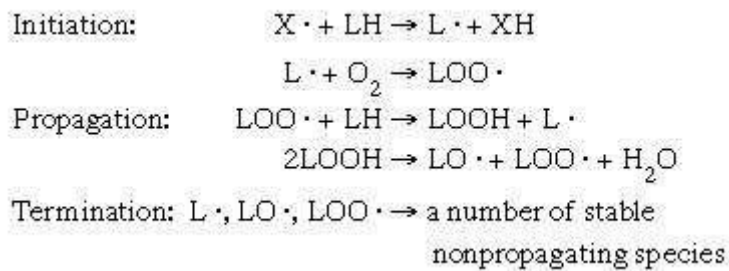 Initiation: X · + LH → L · + XH
L · + O₂ → LOO ·
Propagation: LOO · + LH → LOOH + L ·
2LOOH → LO · + LOO · + H₂O
Termination: L ·, LO ·, LOO · → a number of stable
nonpropagating species